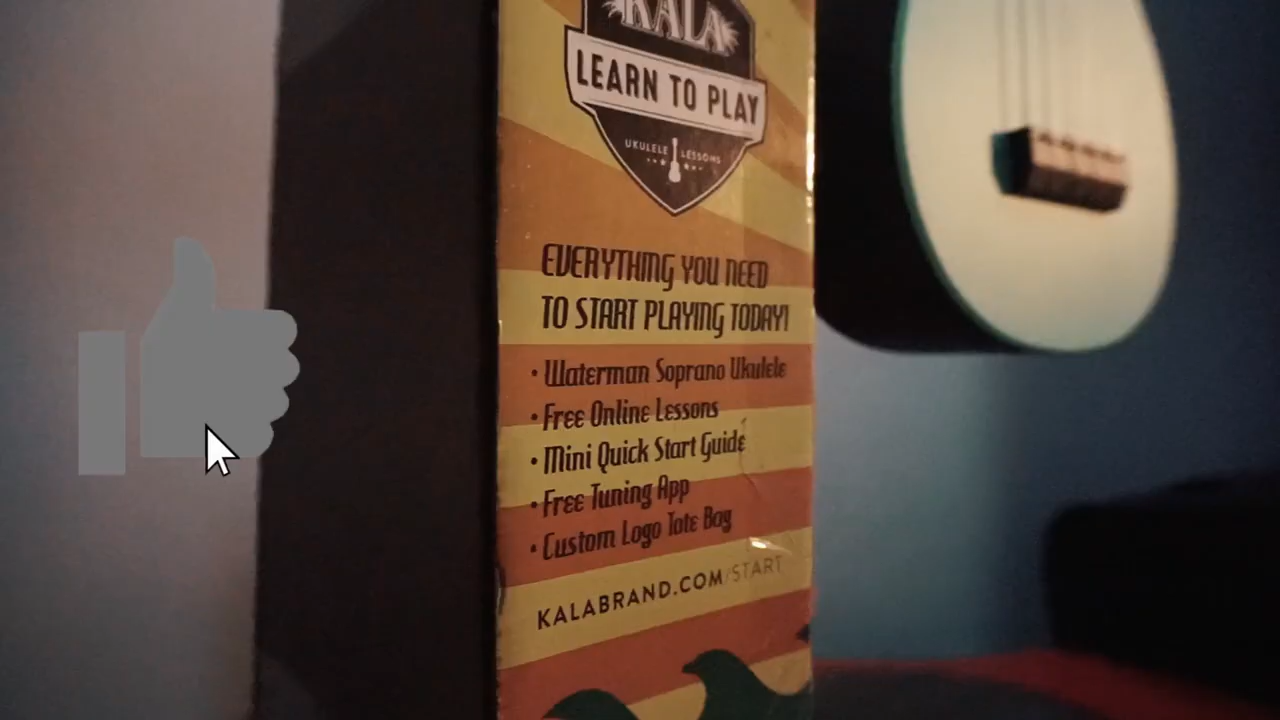 KALA
LEARN TO PLAY
UKULELE LESSONS
EVERYTHING YOU NEED
TO START PLAYING TODAY!
• Waterman Soprano Ukulele
• Free Online Lessons
• Mini Quick Start Guide
• Free Tuning App
• Custom Logo Tote Bag
KALABRAND.COM/START